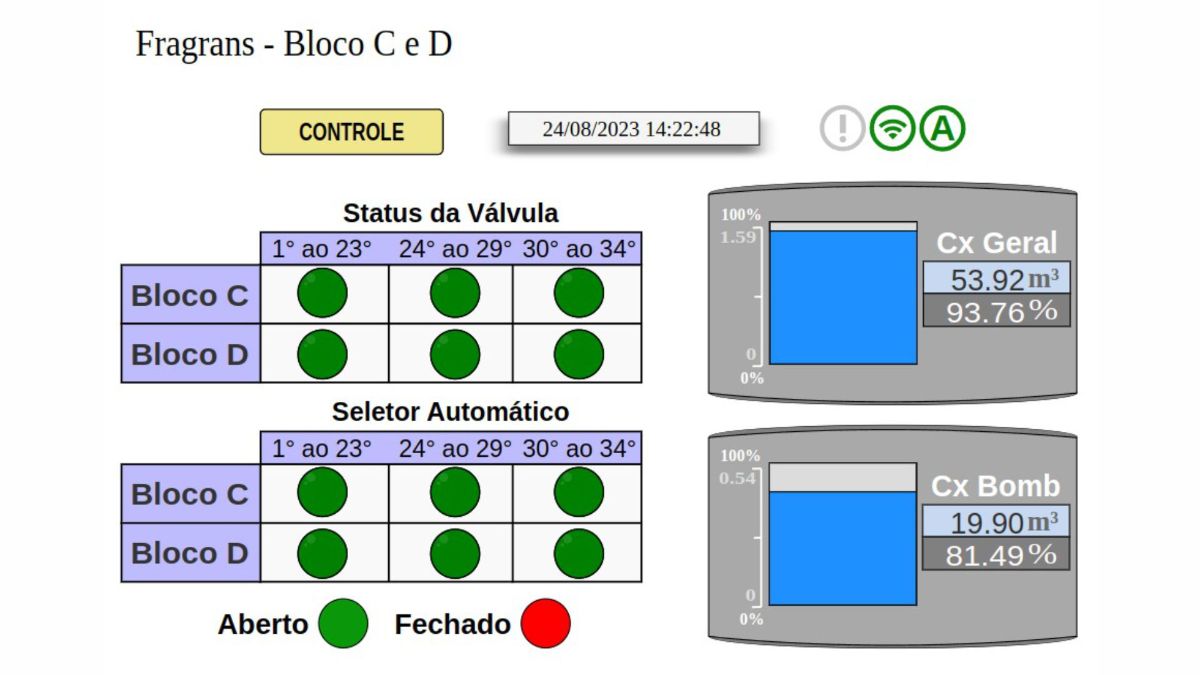 Fragrans - Bloco C e D
CONTROLE
24/08/2023 14:22:48
A
Status da Válvula
1° ao 23° 24° ao 29° 30° ao 34°
Bloco C
Bloco D
Seletor Automático
1° ao 23° 24° ao 29° 30° ao 34°
Bloco C
Bloco D
Aberto Fechado
100%
1.59
0
0%
Cx Geral
53.92 m³
93.76 %
100%
0.54
0
0%
Cx Bomb
19.90 m³
81.49 %